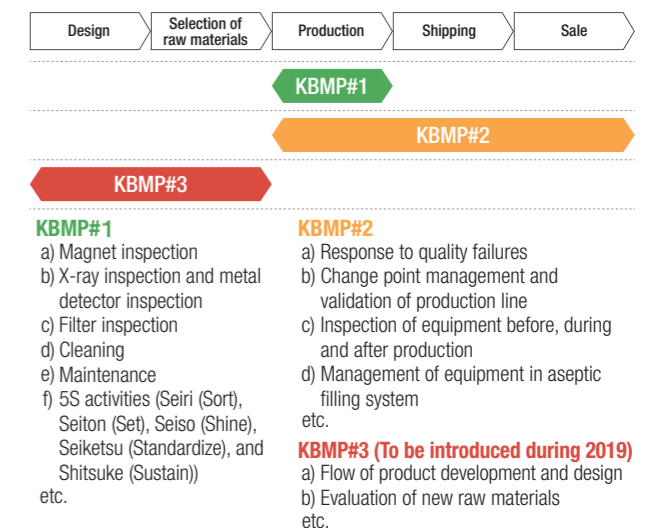 Design
Selection of
raw materials
Production
Shipping
Sale
KBMP#1
KBMP#2
KBMP#3
KBMP#1
a) Magnet inspection
b) X-ray inspection and metal
detector inspection
c) Filter inspection
d) Cleaning
e) Maintenance
f) 5S activities (Seiri (Sort),
Seiton (Set), Seiso (Shine),
Seiketsu (Standardize), and
Shitsuke (Sustain))
etc.
KBMP#2
a) Response to quality failures
b) Change point management and
validation of production line
c) Inspection of equipment before, during
and after production
d) Management of equipment in aseptic
filling system
etc.
KBMP#3 (To be introduced during 2019)
a) Flow of product development and design
b) Evaluation of new raw materials
etc.